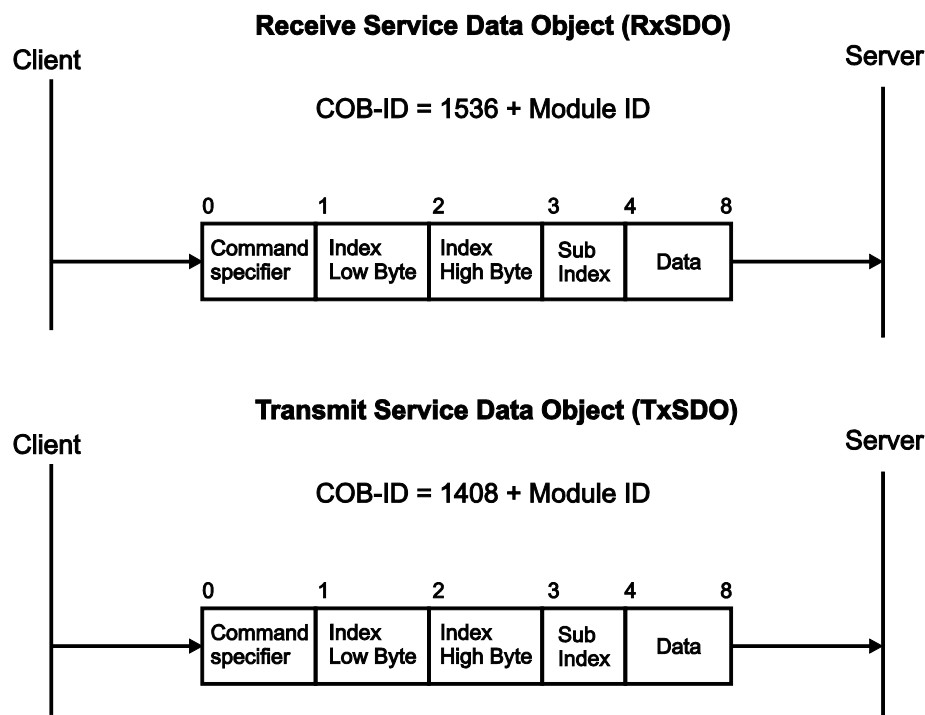 Receive Service Data Object (RxSDO)
Client
Server
COB-ID = 1536 + Module ID
0 1 2 3 4 8
Command specifier
Index Low Byte
Index High Byte
Sub Index
Data
Transmit Service Data Object (TxSDO)
Client
Server
COB-ID = 1408 + Module ID
0 1 2 3 4 8
Command specifier
Index Low Byte
Index High Byte
Sub Index
Data